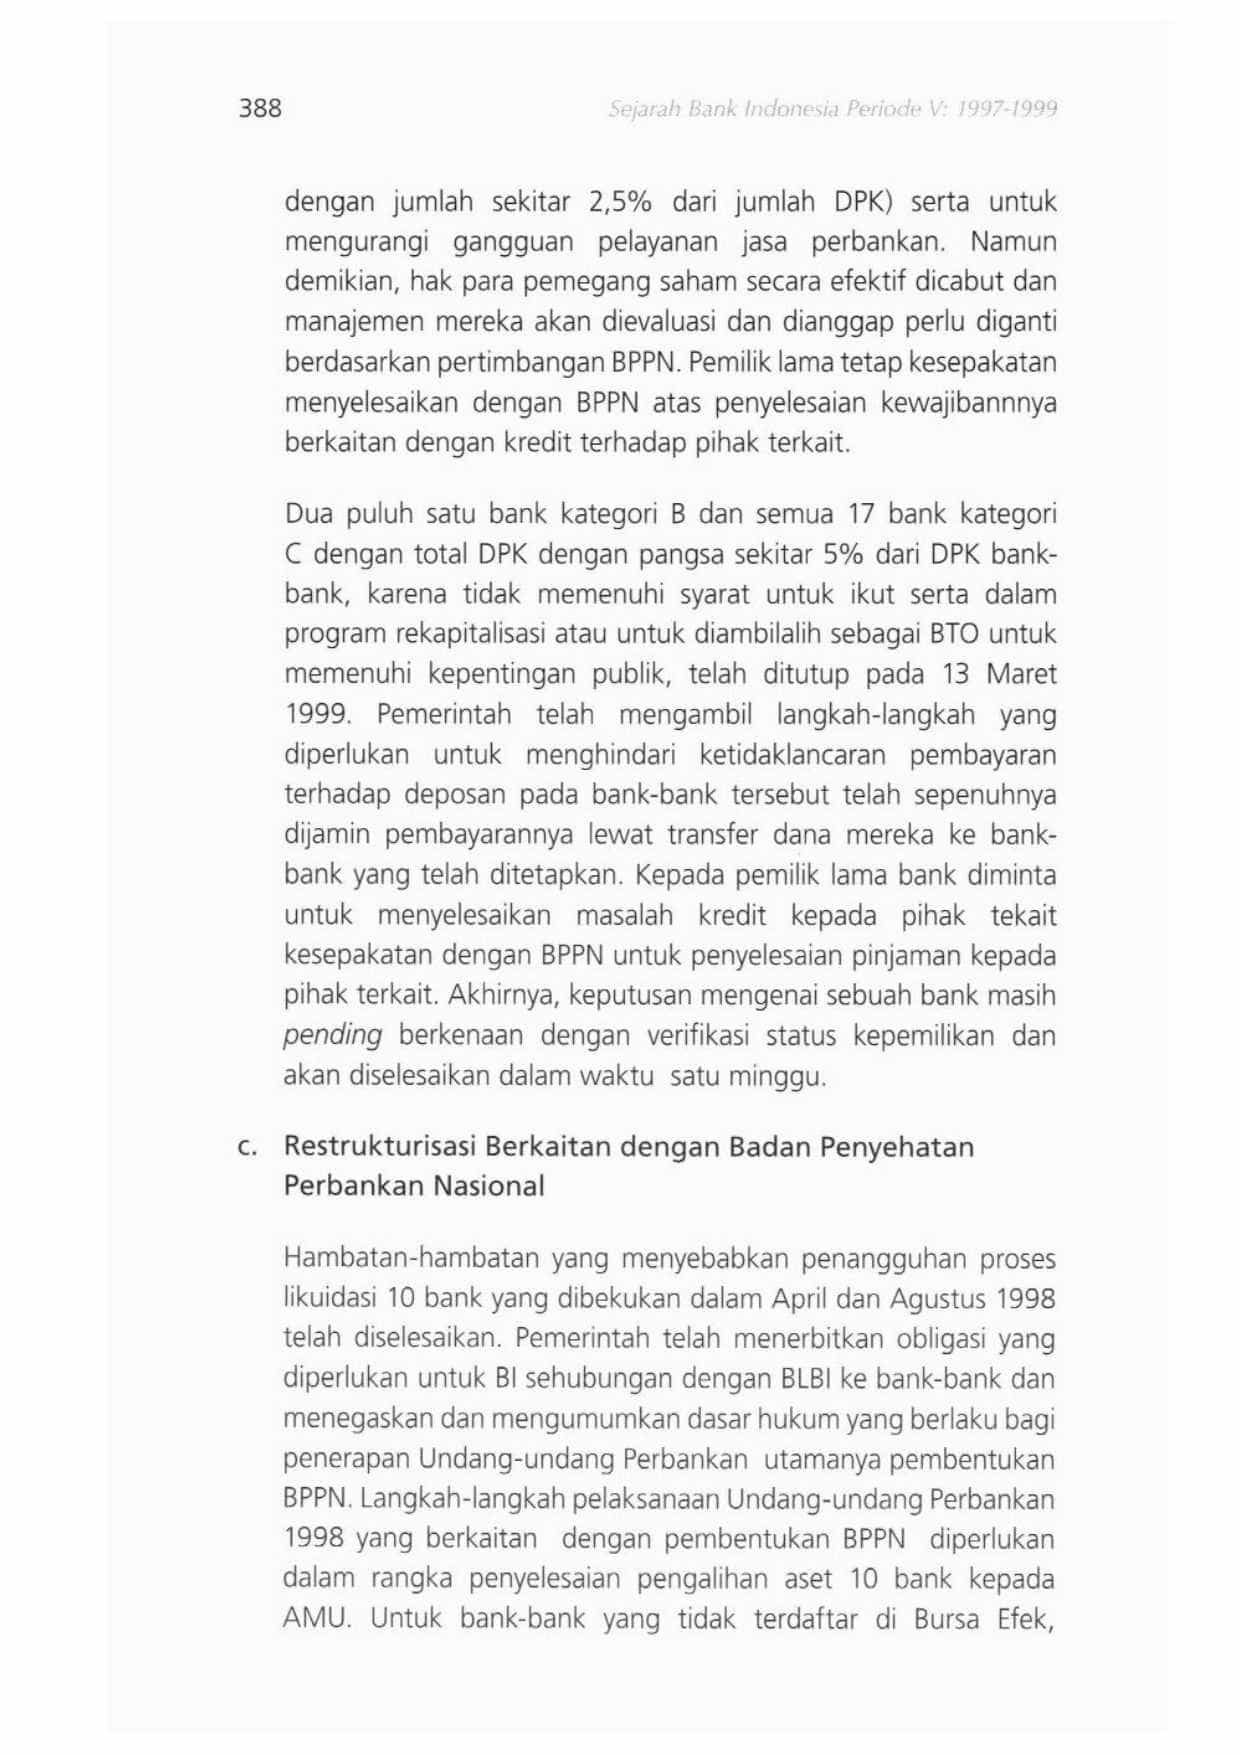 388
Sejarah Bank Indonesia Periode V: 1997-1999
dengan jumlah sekitar 2,5% dari jumlah DPK) serta untuk
mengurangi gangguan pelayanan jasa perbankan. Namun
demikian, hak para pemegang saham secara efektif dicabut dan
manajemen mereka akan dievaluasi dan dianggap perlu diganti
berdasarkan pertimbangan BPPN. Pemilik lama tetap kesepakatan
menyelesaikan dengan BPPN atas penyelesaian kewajibannnya
berkaitan dengan kredit terhadap pihak terkait.
Dua puluh satu bank kategori B dan semua 17 bank kategori
C dengan total DPK dengan pangsa sekitar 5% dari DPK bank-
bank, karena tidak memenuhi syarat untuk ikut serta dalam
program rekapitalisasi atau untuk diambilalih sebagai BTO untuk
memenuhi kepentingan publik, telah ditutup pada 13 Maret
1999. Pemerintah telah mengambil langkah-langkah yang
diperlukan untuk menghindari ketidaklancaran pembayaran
terhadap deposan pada bank-bank tersebut telah sepenuhnya
dijamin pembayarannya lewat transfer dana mereka ke bank-
bank yang telah ditetapkan. Kepada pemilik lama bank diminta
untuk menyelesaikan masalah kredit kepada pihak tekait
kesepakatan dengan BPPN untuk penyelesaian pinjaman kepada
pihak terkait. Akhirnya, keputusan mengenai sebuah bank masih
pending berkenaan dengan verifikasi status kepemilikan dan
akan diselesaikan dalam waktu satu minggu.
c. Restrukturisasi Berkaitan dengan Badan Penyehatan
Perbankan Nasional
Hambatan-hambatan yang menyebabkan penangguhan proses
likuidasi 10 bank yang dibekukan dalam April dan Agustus 1998
telah diselesaikan. Pemerintah telah menerbitkan obligasi yang
diperlukan untuk BI sehubungan dengan BLBI ke bank-bank dan
menegaskan dan mengumumkan dasar hukum yang berlaku bagi
penerapan Undang-undang Perbankan utamanya pembentukan
BPPN. Langkah-langkah pelaksanaan Undang-undang Perbankan
1998 yang berkaitan dengan pembentukan BPPN diperlukan
dalam rangka penyelesaian pengalihan aset 10 bank kepada
AMU. Untuk bank-bank yang tidak terdaftar di Bursa Efek,